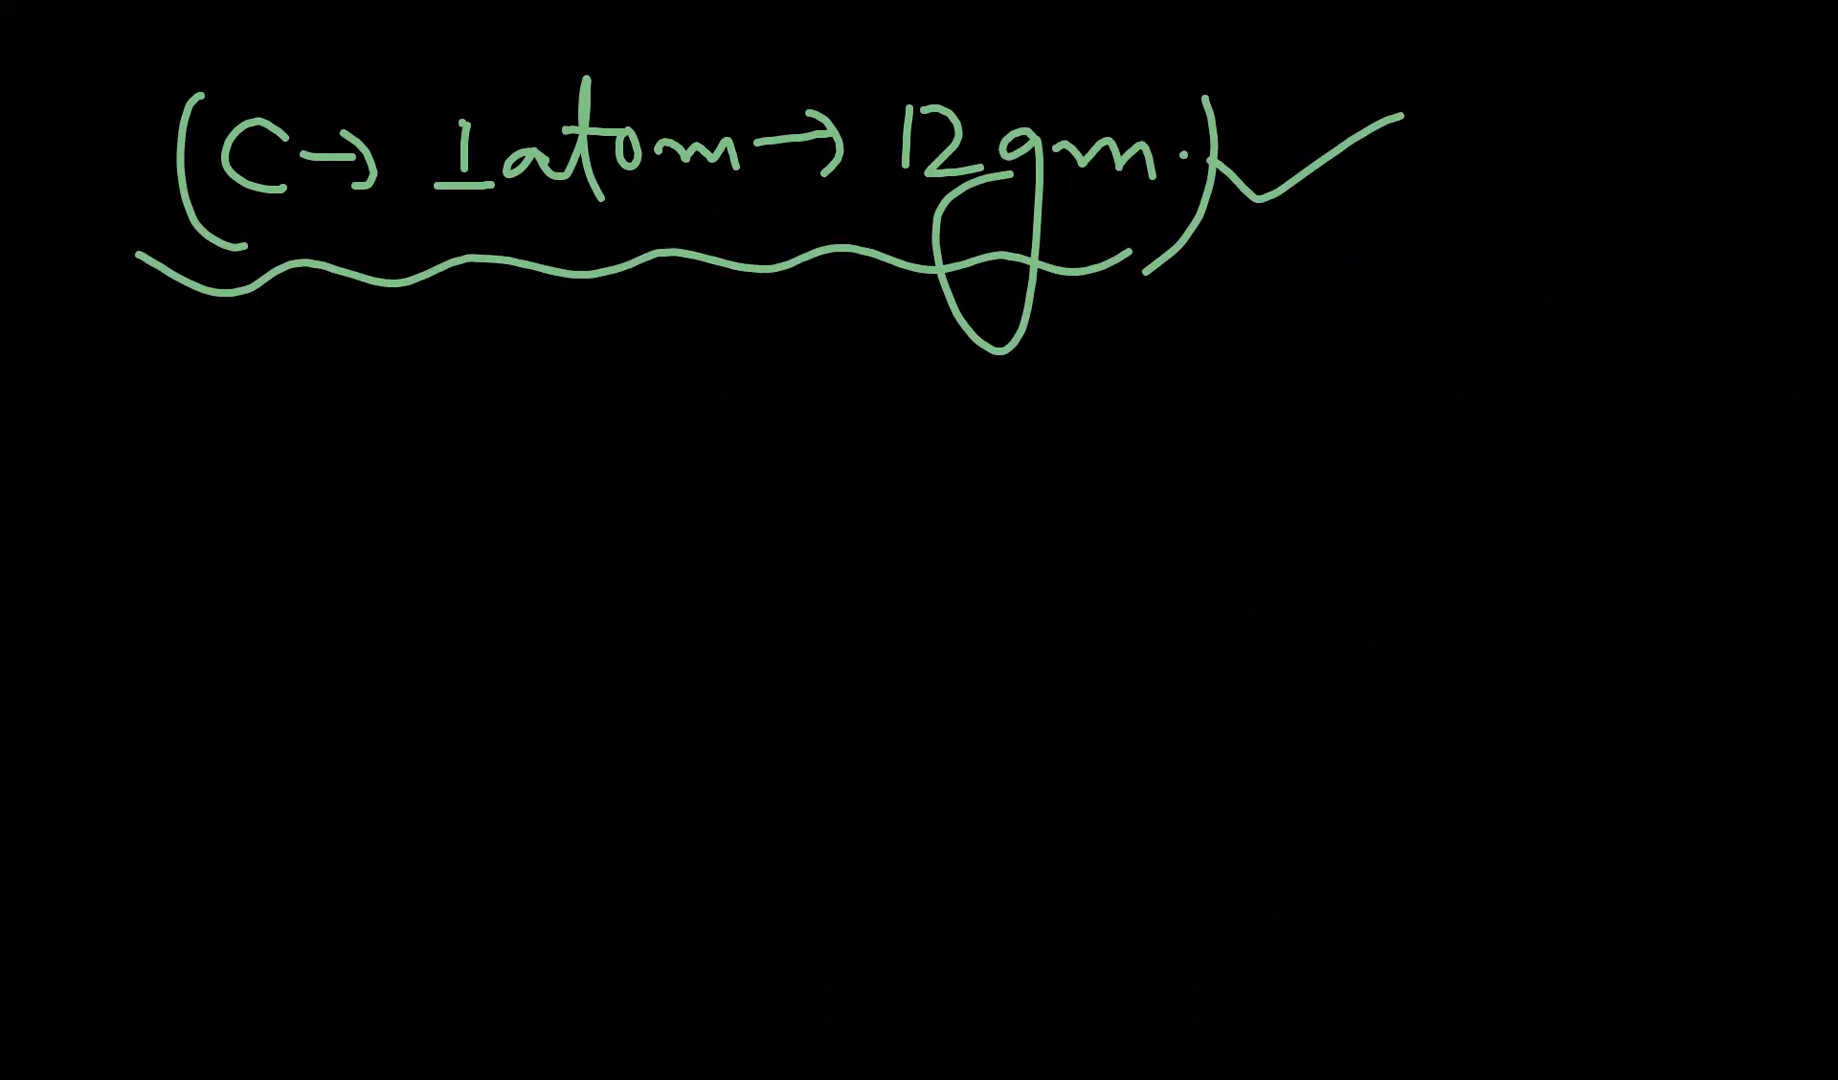 (C → 1 atom → 12 gm.) ✓